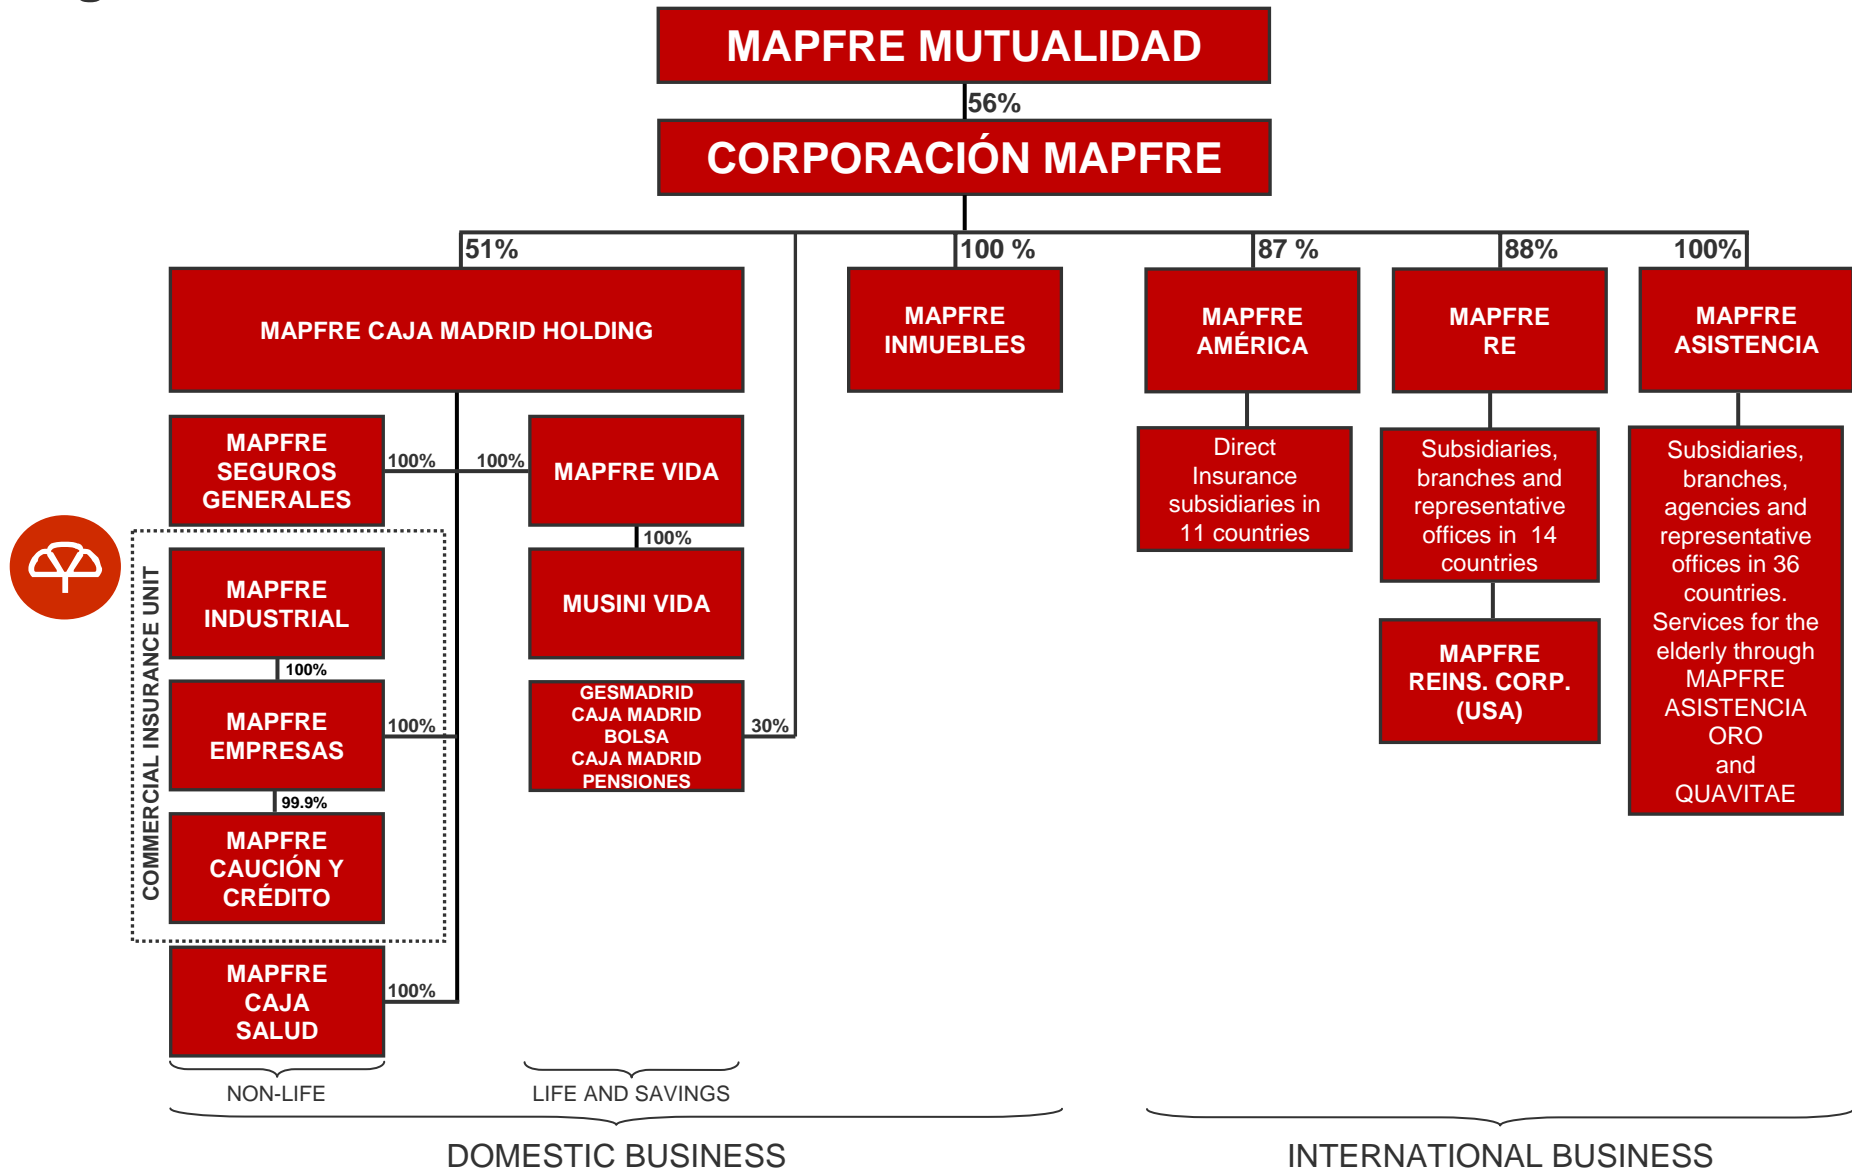 MAPFRE MUTUALIDAD
56%
CORPORACIÓN MAPFRE
51%
100 %
87 %
88%
100%
MAPFRE CAJA MADRID HOLDING
MAPFRE
INMUEBLES
MAPFRE
AMÉRICA
MAPFRE
RE
MAPFRE
ASISTENCIA
MAPFRE
SEGUROS
GENERALES
100%
100%
MAPFRE VIDA
100%
MUSINI VIDA
COMMERCIAL INSURANCE UNIT
MAPFRE
INDUSTRIAL
100%
MAPFRE
EMPRESAS
100%
99.9%
MAPFRE
CAUCIÓN Y
CRÉDITO
MAPFRE
CAJA
SALUD
100%
GESMADRID
CAJA MADRID
BOLSA
CAJA MADRID
PENSIONES
30%
Direct
Insurance
subsidiaries in
11 countries
Subsidiaries,
branches and
representative
offices in 14
countries
MAPFRE
REINS. CORP.
(USA)
Subsidiaries,
branches,
agencies and
representative
offices in 36
countries.
Services for the
elderly through
MAPFRE
ASISTENCIA
ORO
and
QUAVITAE
NON-LIFE
LIFE AND SAVINGS
DOMESTIC BUSINESS
INTERNATIONAL BUSINESS